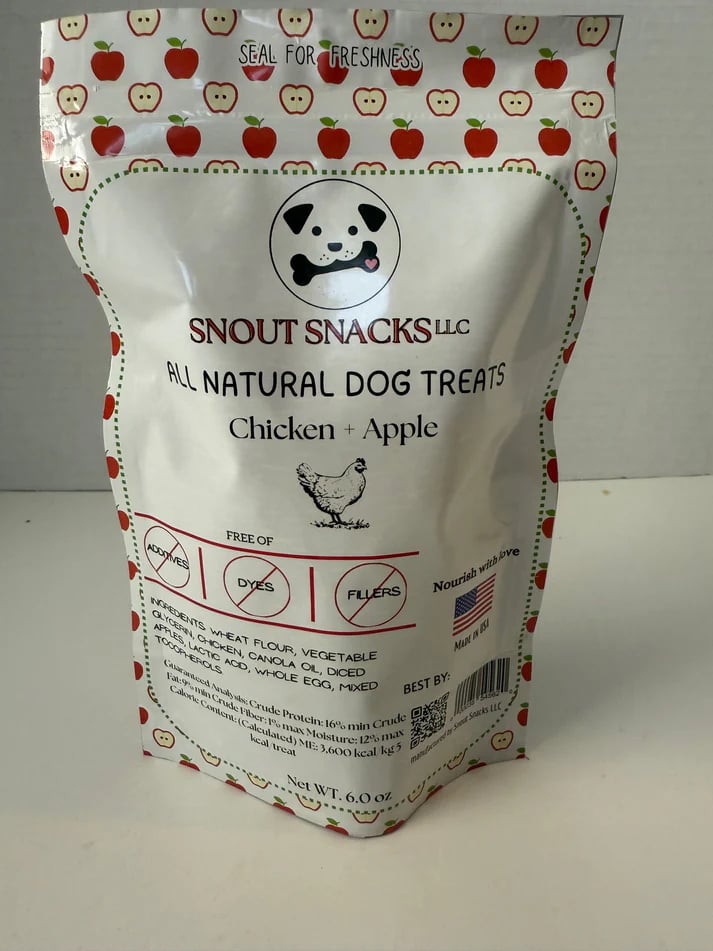 SEAL FOR FRESHNESS
SNOUT SNACKS LLC
ALL NATURAL DOG TREATS
Chicken + Apple
FREE OF
ADDITIVES
DYES
FILLERS
Nourish with love
MADE IN USA
INGREDIENTS WHEAT FLOUR, VEGETABLE
GLYCERIN, CHICKEN, CANOLA OIL, DICED
APPLES, LACTIC ACID, WHOLE EGG, MIXED
TOCOPHEROLS
Guaranteed Analysis: Crude Protein: 16% min Crude
Fat: 9% min Crude Fiber: 1% max Moisture: 12% max
Calorie Content: (Calculated) ME: 3,600 kcal/kg 5
kcal/treat
BEST BY:
manufactured by Snout Snacks LLC
Net WT. 6.0 oz